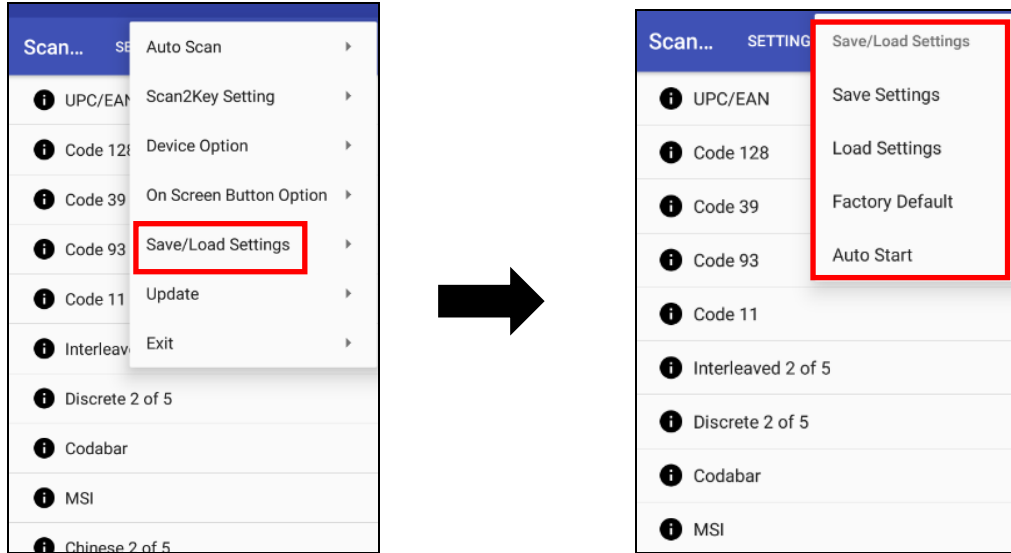 Scan... SE
Auto Scan
UPC/EAN
Scan2Key Setting
Code 128
Device Option
Code 39
On Screen Button Option
Code 93
Save/Load Settings
Code 11
Update
Interleav
Exit
Discrete 2 of 5
Codabar
MSI
Chinese 2 of 5
Scan... SETTING
Save/Load Settings
UPC/EAN
Save Settings
Code 128
Load Settings
Code 39
Factory Default
Code 93
Auto Start
Code 11
Interleaved 2 of 5
Discrete 2 of 5
Codabar
MSI